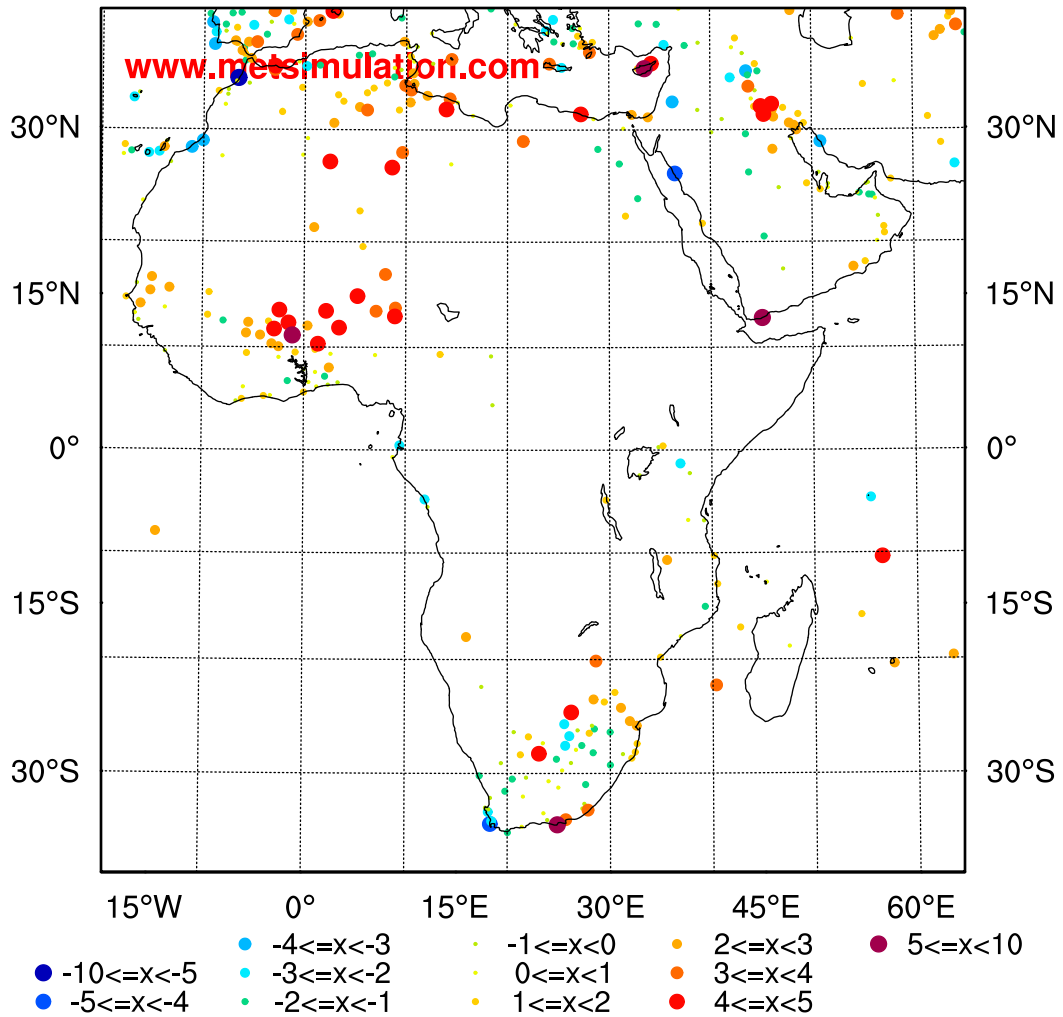 www.metsimulation.com
30°N 30°N
15°N 15°N
0° 0°
15°S 15°S
30°S 30°S
15°W 0° 15°E 30°E 45°E 60°E
-4<=x<-3 -1<=x<0 2<=x<3 5<=x<10
-10<=x<-5 -3<=x<-2 0<=x<1 3<=x<4
-5<=x<-4 -2<=x<-1 1<=x<2 4<=x<5